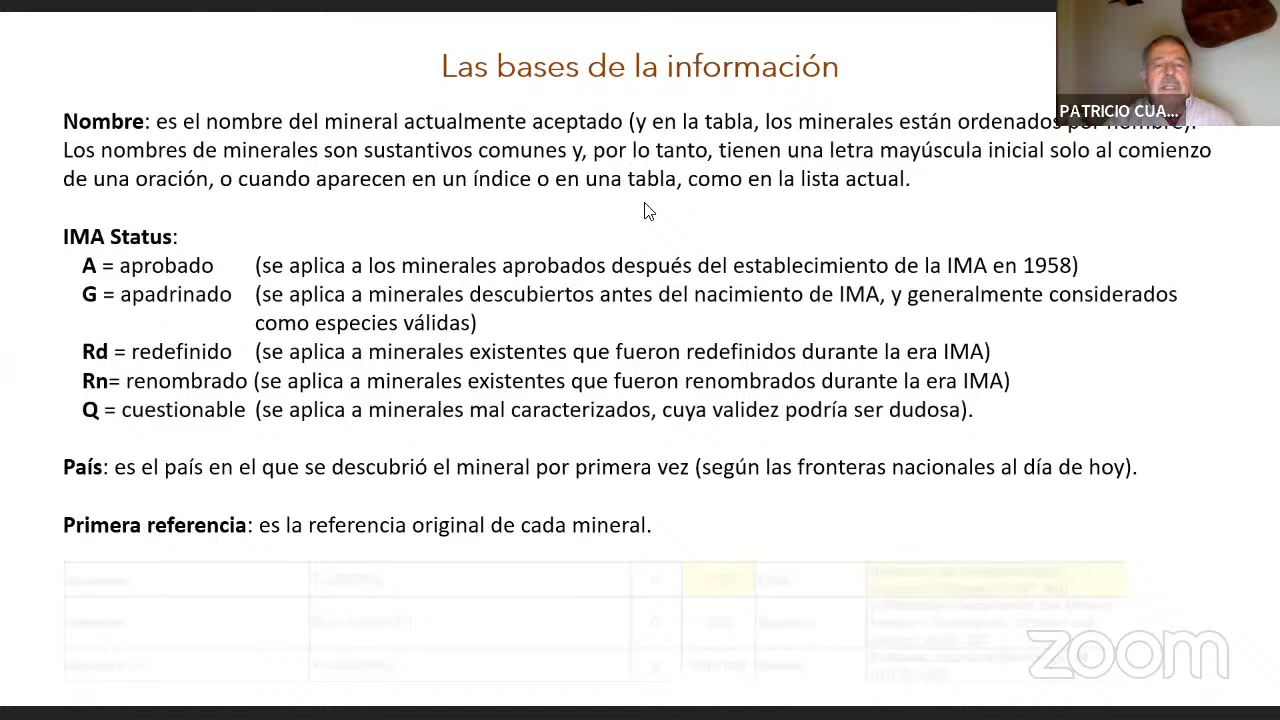 Las bases de la información
PATRICIO CUA...
Nombre: es el nombre del mineral actualmente aceptado (y en la tabla, los minerales están ordenados por nombre).
Los nombres de minerales son sustantivos comunes y, por lo tanto, tienen una letra mayúscula inicial solo al comienzo
de una oración, o cuando aparecen en un índice o en una tabla, como en la lista actual.
IMA Status:
A = aprobado (se aplica a los minerales aprobados después del establecimiento de la IMA en 1958)
G = apadrinado (se aplica a minerales descubiertos antes del nacimiento de IMA, y generalmente considerados
como especies válidas)
Rd = redefinido (se aplica a minerales existentes que fueron redefinidos durante la era IMA)
Rn= renombrado (se aplica a minerales existentes que fueron renombrados durante la era IMA)
Q = cuestionable (se aplica a minerales mal caracterizados, cuya validez podría ser dudosa).
País: es el país en el que se descubrió el mineral por primera vez (según las fronteras nacionales al día de hoy).
Primera referencia: es la referencia original de cada mineral.
zoom